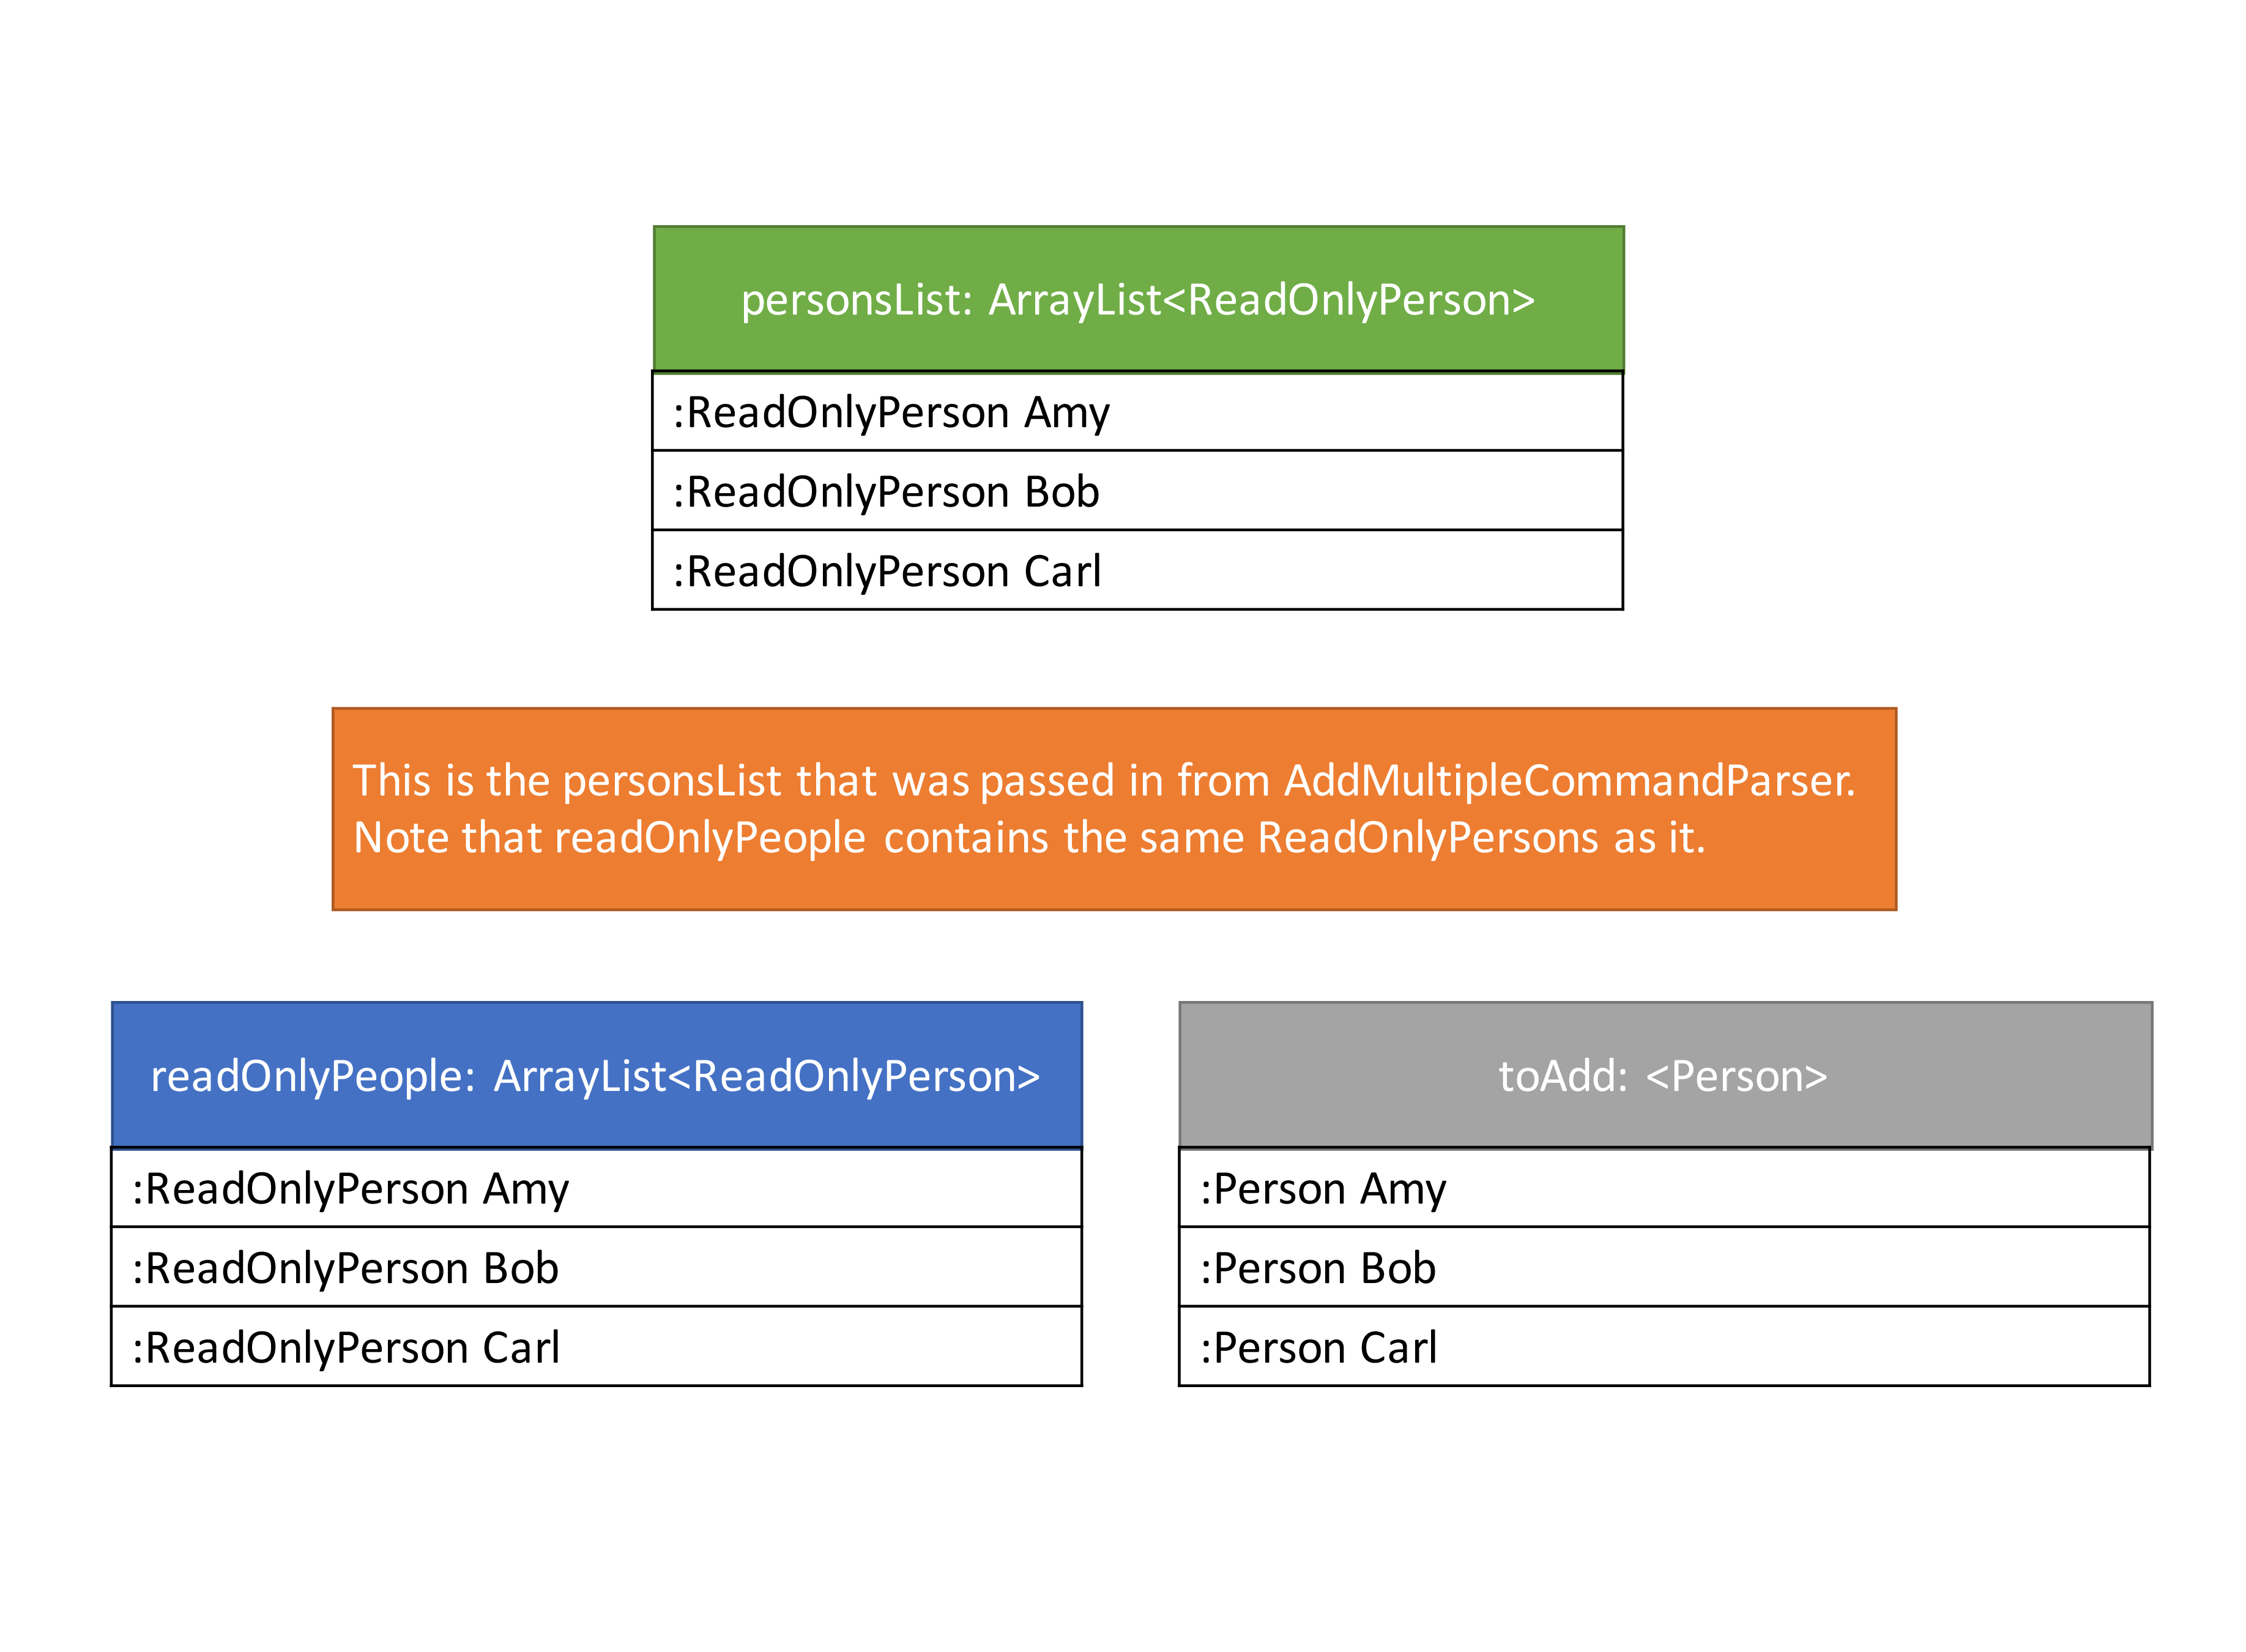 personsList: ArrayList<ReadOnlyPerson>
:ReadOnlyPerson Amy
:ReadOnlyPerson Bob
:ReadOnlyPerson Carl
This is the personsList that was passed in from AddMultipleCommandParser.
Note that readOnlyPeople contains the same ReadOnlyPersons as it.
readOnlyPeople: ArrayList<ReadOnlyPerson>
:ReadOnlyPerson Amy
:ReadOnlyPerson Bob
:ReadOnlyPerson Carl
toAdd: <Person>
:Person Amy
:Person Bob
:Person Carl